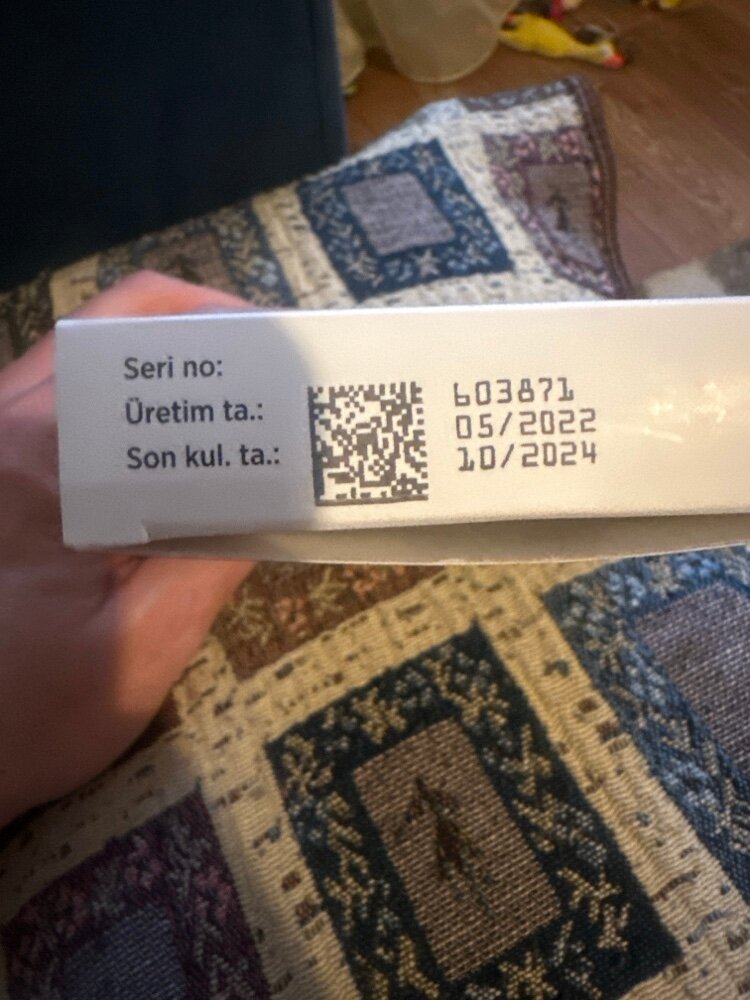 Seri no: 603871
Üretim ta.: 05/2022
Son kul. ta.: 10/2024